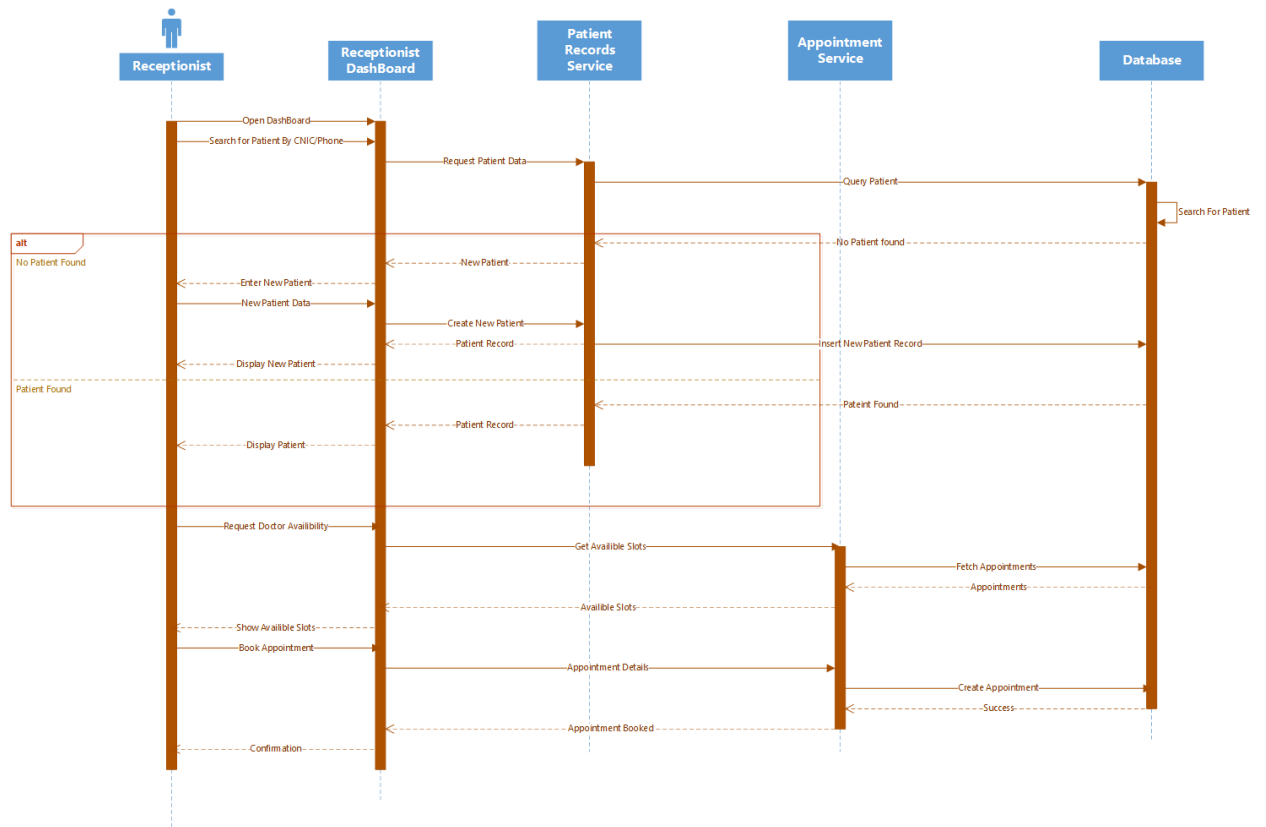 Receptionist
Receptionist
DashBoard
Patient
Records
Service
Appointment
Service
Database
Open DashBoard
Search for Patient By CNIC/Phone
Request Patient Data
Query Patient
Search For Patient
alt
No Patient found
No Patient Found
New Patient
Enter New Patient
New Patient Data
Create New Patient
Patient Record
Insert New Patient Record
Display New Patient
Patient Found
Pateint Found
Patient Record
Display Patient
Request Doctor Availibility
Get Availible Slots
Fetch Appointments
Appointments
Availible Slots
Show Availible Slots
Book Appointment
Appointment Details
Create Appointment
Success
Appointment Booked
Confirmation